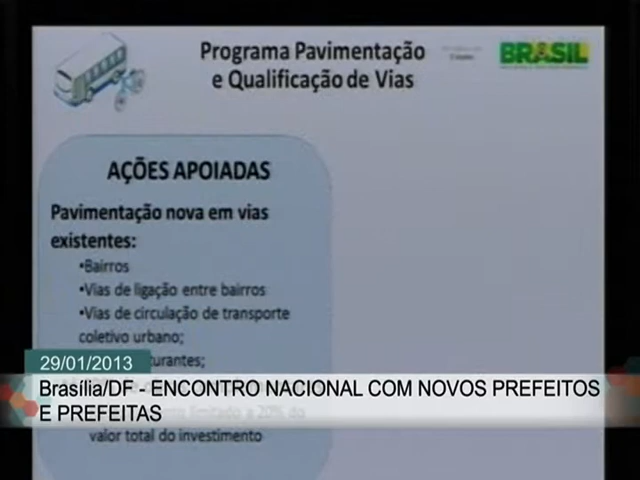 Programa Pavimentação
e Qualificação de Vias
BRASIL
AÇÕES APOIADAS
Pavimentação nova em vias
existentes:
•Bairros
•Vias de ligação entre bairros
•Vias de circulação de transporte
coletivo urbano;
29/01/2013
Brasília/DF - ENCONTRO NACIONAL COM NOVOS PREFEITOS
E PREFEITAS
valor total do investimento